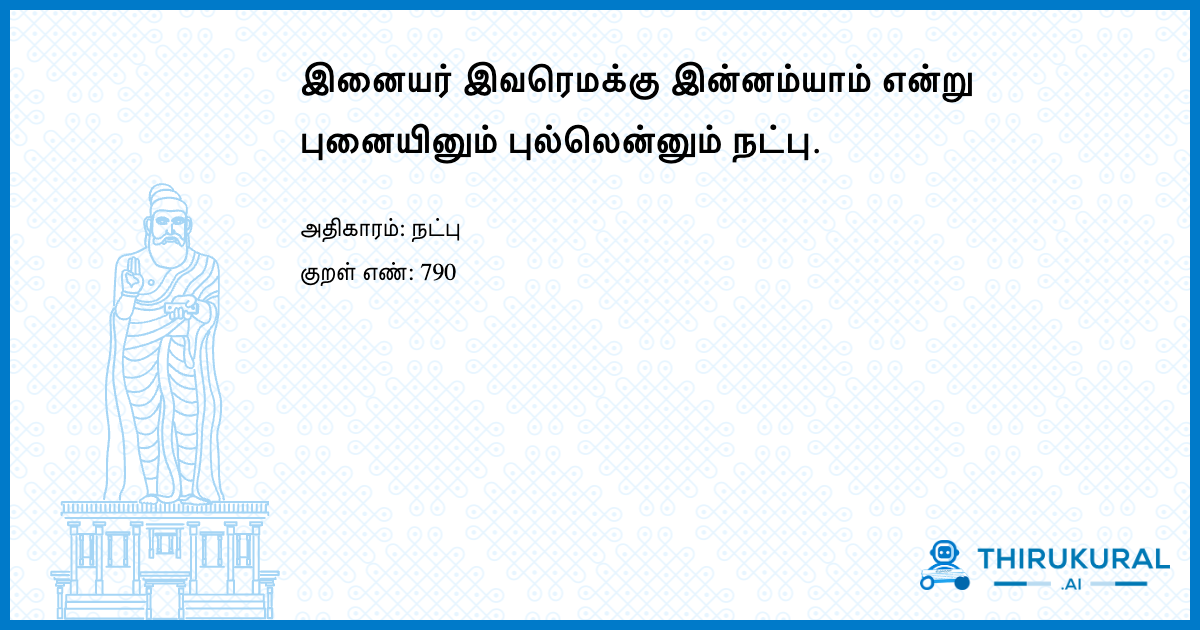 இனையர் இவரெமக்கு இன்னம்யாம் என்று
புனையினும் புல்லென்னும் நட்பு.
அதிகாரம்: நட்பு
குறள் எண்: 790
THIRUKURAL
.AI